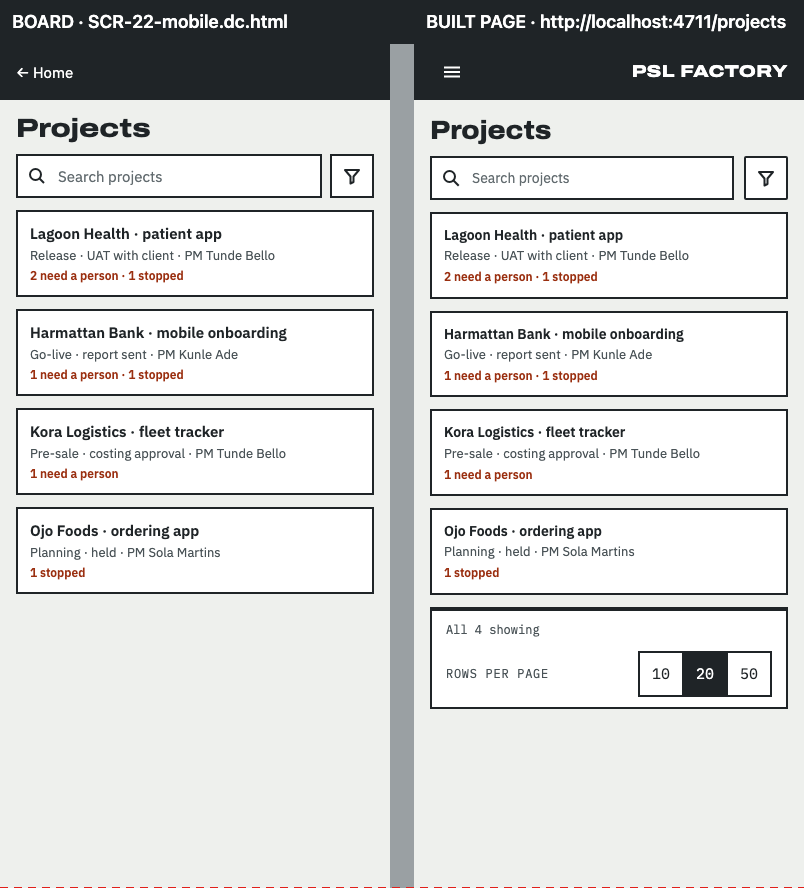 BOARD · SCR-22-mobile.dc.html
← Home
Projects
Search projects
Lagoon Health · patient app
Release · UAT with client · PM Tunde Bello
2 need a person · 1 stopped
Harmattan Bank · mobile onboarding
Go-live · report sent · PM Kunle Ade
1 need a person · 1 stopped
Kora Logistics · fleet tracker
Pre-sale · costing approval · PM Tunde Bello
1 need a person
Ojo Foods · ordering app
Planning · held · PM Sola Martins
1 stopped
BUILT PAGE · http://localhost:4711/projects
PSL FACTORY
Projects
Search projects
Lagoon Health · patient app
Release · UAT with client · PM Tunde Bello
2 need a person · 1 stopped
Harmattan Bank · mobile onboarding
Go-live · report sent · PM Kunle Ade
1 need a person · 1 stopped
Kora Logistics · fleet tracker
Pre-sale · costing approval · PM Tunde Bello
1 need a person
Ojo Foods · ordering app
Planning · held · PM Sola Martins
1 stopped
All 4 showing
ROWS PER PAGE 10 20 50